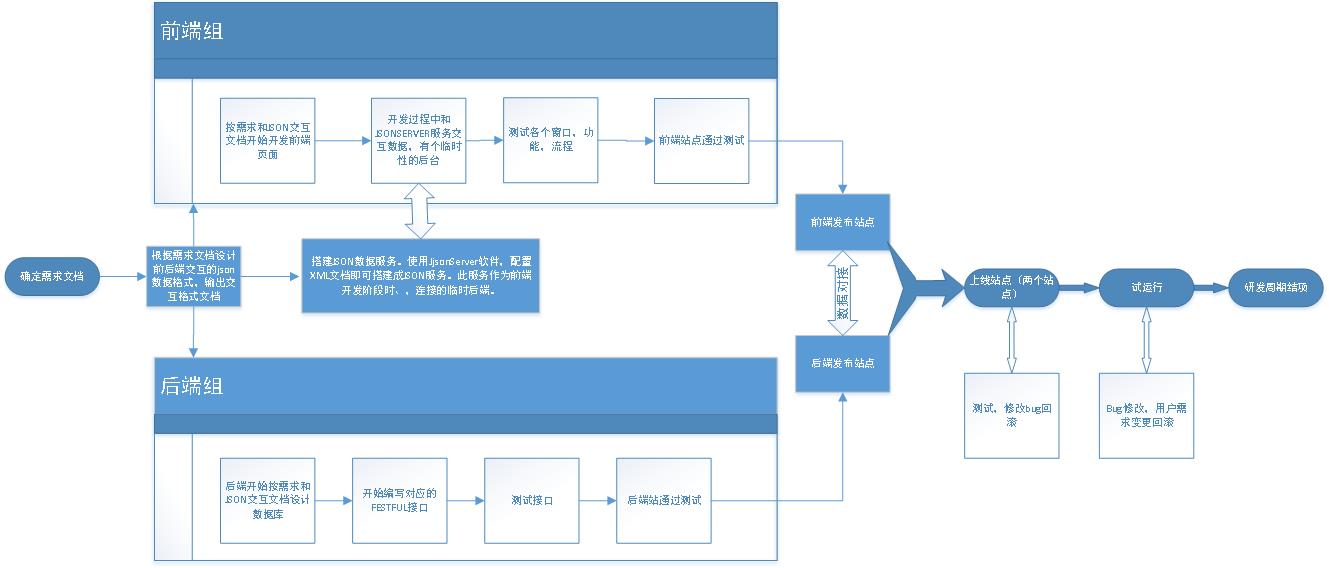 前端组
按需求和JSON交互
文档开始开发前端
页面
开发过程中和
JSONSERVER服务交
互数据，有个临时
性的后台
测试各个窗口，功
能，流程
前端站点通过测试
确定需求文档
根据需求文档设计
前后端交互的json
数据格式，输出交
互格式文档
搭建JSON数据服务。使用JjsonServer软件，配置
XML文档即可搭建成JSON服务。此服务作为前端
开发阶段时、，连接的临时后端。
后端组
后端开始按需求和
JSON交互文档设计
数据库
开始编写对应的
FESTFUL接口
测试接口
后端站通过测试
前端发布站点
数据对接
后端发布站点
上线站点（两个站
点）
试运行
研发周期结项
测试，修改bug回
滚
Bug修改，用户需
求变更回滚